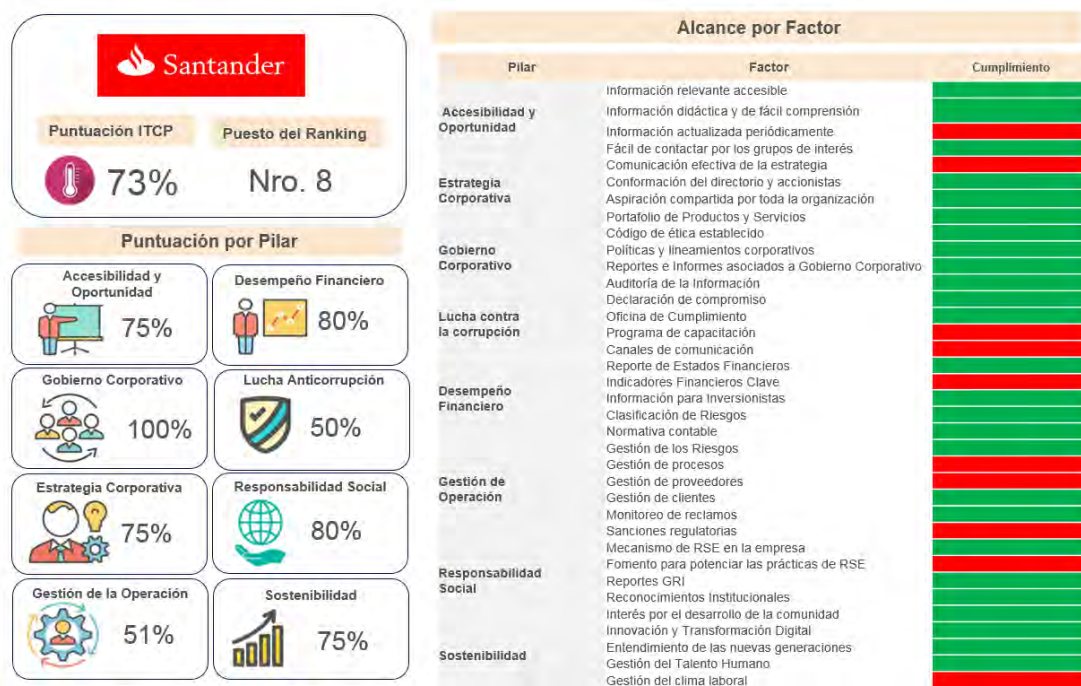 Santander
Puntuación ITCP
Puesto del Ranking
73%
Nro. 8
Puntuación por Pilar
Accesibilidad y
Oportunidad
75%
Desempeño Financiero
80%
Gobierno Corporativo
100%
Lucha Anticorrupción
50%
Estrategia Corporativa
75%
Responsabilidad Social
80%
Gestión de la Operación
51%
Sostenibilidad
75%
Alcance por Factor
Pilar Factor Cumplimiento
Accesibilidad y
Oportunidad
Información relevante accesible
Información didáctica y de fácil comprensión
Información actualizada periódicamente
Fácil de contactar por los grupos de interés
Estrategia
Corporativa
Comunicación efectiva de la estrategia
Conformación del directorio y accionistas
Aspiración compartida por toda la organización
Portafolio de Productos y Servicios
Gobierno
Corporativo
Código de ética establecido
Políticas y lineamientos corporativos
Reportes e Informes asociados a Gobierno Corporativo
Auditoría de la Información
Lucha contra
la corrupción
Declaración de compromiso
Oficina de Cumplimiento
Programa de capacitación
Canales de comunicación
Desempeño
Financiero
Reporte de Estados Financieros
Indicadores Financieros Clave
Información para Inversionistas
Clasificación de Riesgos
Normativa contable
Gestión de
Operación
Gestión de los Riesgos
Gestión de procesos
Gestión de proveedores
Gestión de clientes
Monitoreo de reclamos
Sanciones regulatorias
Responsabilidad
Social
Mecanismo de RSE en la empresa
Fomento para potenciar las prácticas de RSE
Reportes GRI
Reconocimientos Institucionales
Interés por el desarrollo de la comunidad
Sostenibilidad
Innovación y Transformación Digital
Entendimiento de las nuevas generaciones
Gestión del Talento Humano
Gestión del clima laboral